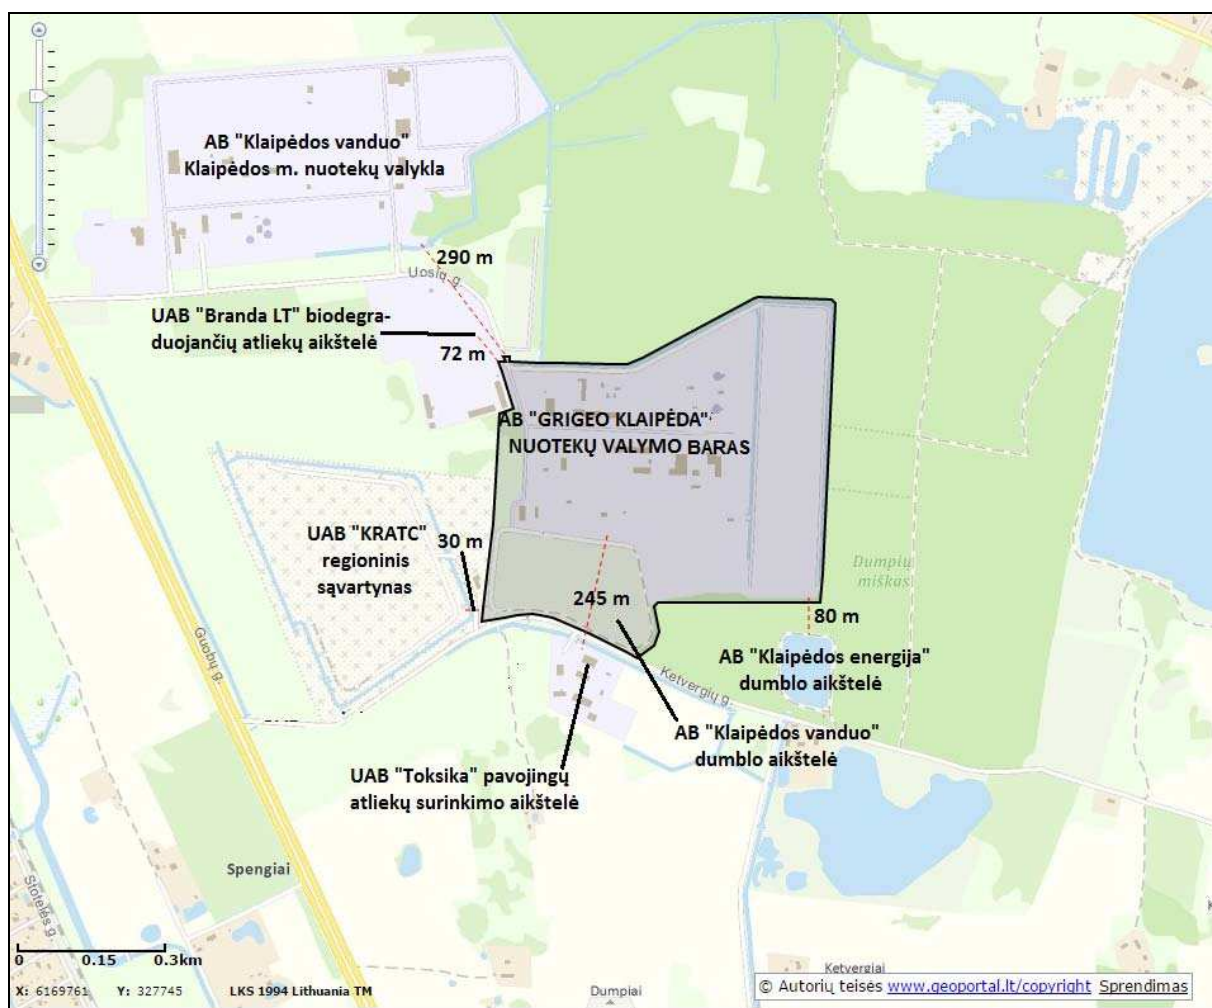 AB "Klaipėdos vanduo"
Klaipėdos m. nuotekų valykla
290 m
Uosių g.
UAB "Branda LT" biodegra-
duojančių atliekų aikštelė
72 m
AB "GRIGEO KLAIPĖDA"
NUOTEKŲ VALYMO BARAS
UAB "KRATC"
regioninis
sąvartynas
30 m
Dumpių
miškas
245 m
80 m
Guobų g.
AB "Klaipėdos energija"
dumblo aikštelė
Ketvergių g.
AB "Klaipėdos vanduo"
dumblo aikštelė
UAB "Toksika" pavojingų
atliekų surinkimo aikštelė
Spengiai
Stotelės g.
0 0.15 0.3km
Ketvergiai
X: 6169761 Y: 327745 LKS 1994 Lithuania TM
Dumpiai
© Autorių teisės www.geoportal.lt/copyright Sprendimas